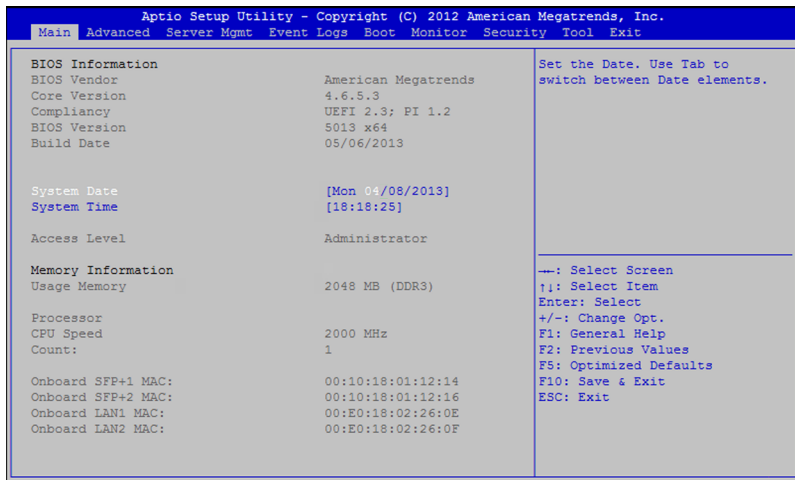 Aptio Setup Utility - Copyright (C) 2012 American Megatrends, Inc.
Main Advanced Server Mgmt Event Logs Boot Monitor Security Tool Exit
BIOS Information
BIOS Vendor American Megatrends
Core Version 4.6.5.3
Compliancy UEFI 2.3; PI 1.2
BIOS Version 5013 x64
Build Date 05/06/2013
System Date [Mon 04/08/2013]
System Time [18:18:25]
Access Level Administrator
Memory Information
Usage Memory 2048 MB (DDR3)
Processor
CPU Speed 2000 MHz
Count: 1
Onboard SFP+1 MAC: 00:10:18:01:12:14
Onboard SFP+2 MAC: 00:10:18:01:12:16
Onboard LAN1 MAC: 00:E0:18:02:26:0E
Onboard LAN2 MAC: 00:E0:18:02:26:0F
Set the Date. Use Tab to
switch between Date elements.
→←: Select Screen
↑↓: Select Item
Enter: Select
+/-: Change Opt.
F1: General Help
F2: Previous Values
F5: Optimized Defaults
F10: Save & Exit
ESC: Exit